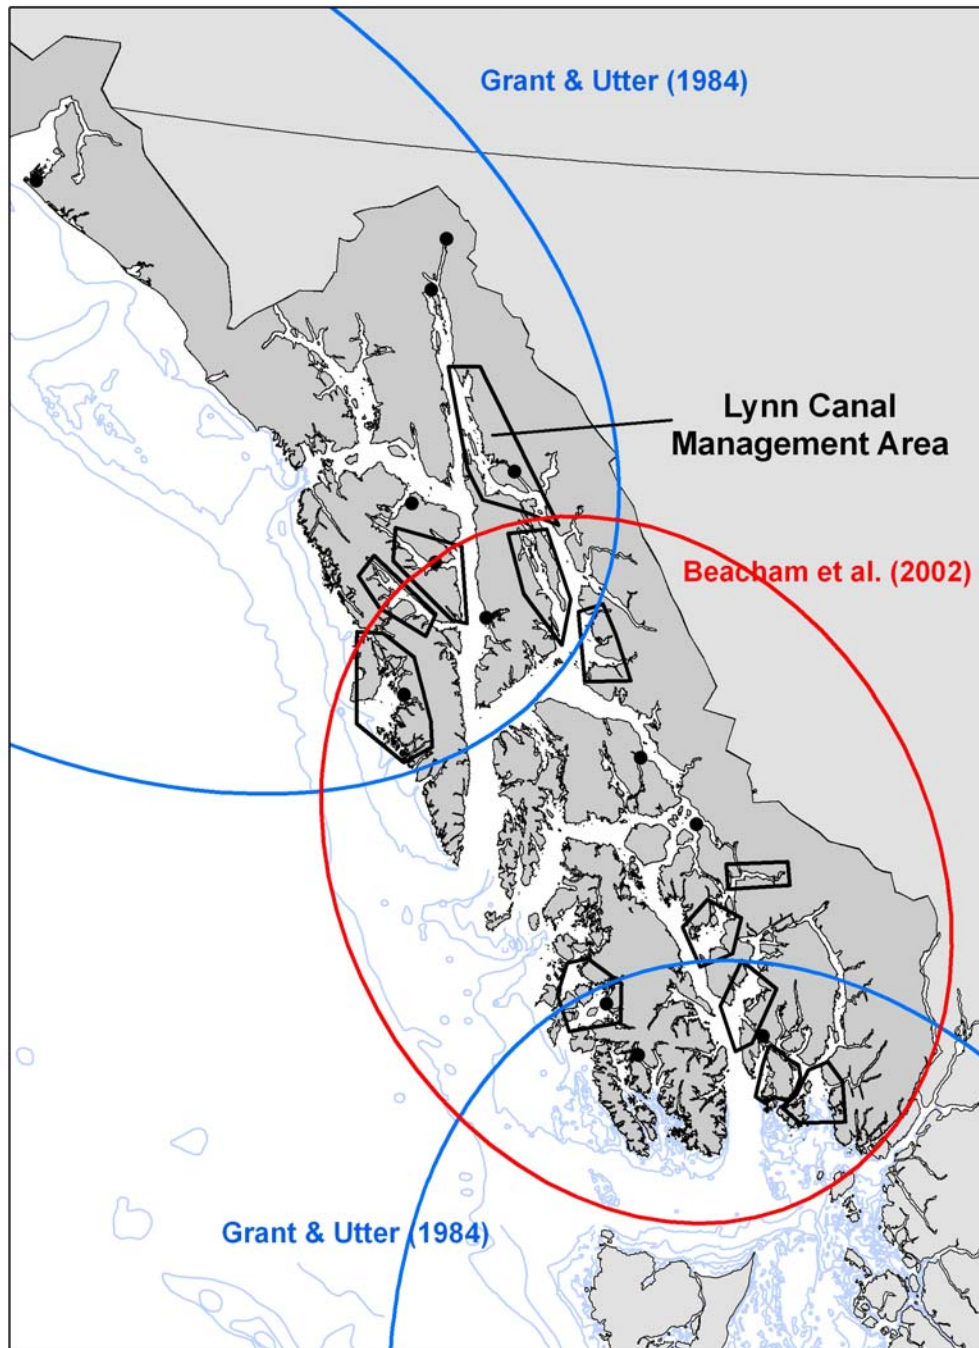 Grant & Utter (1984)
Lynn Canal
Management Area
Beacham et al. (2002)
Grant & Utter (1984)